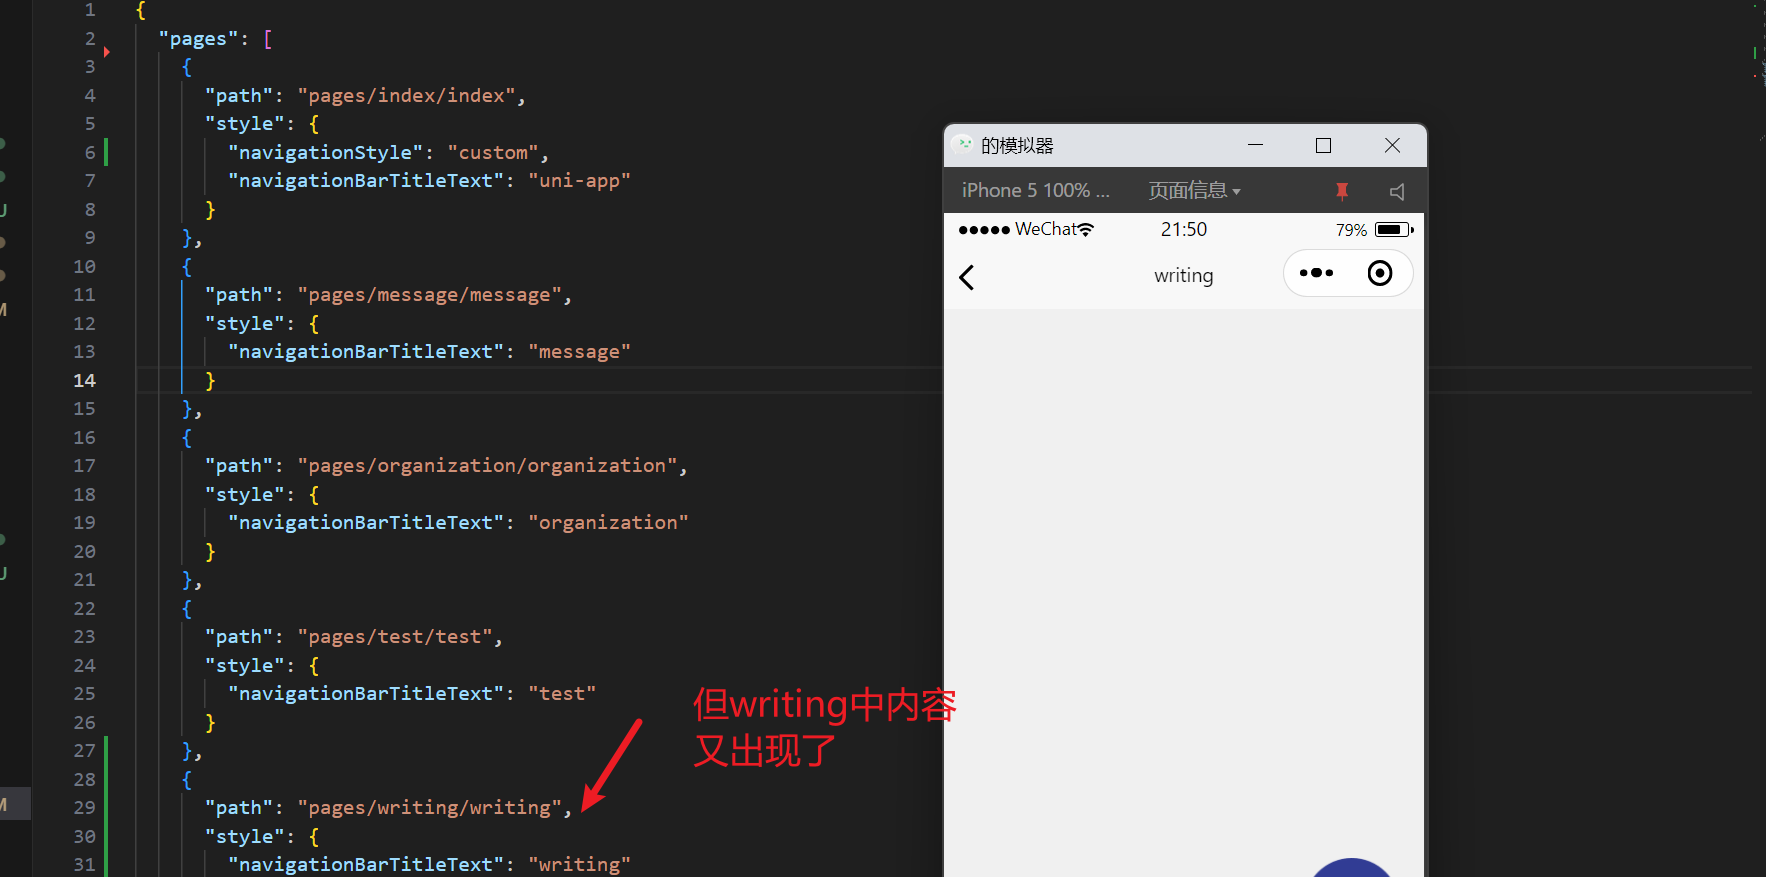 1 {
2 "pages": [
3 {
4 "path": "pages/index/index",
5 "style": {
6 "navigationStyle": "custom",
7 "navigationBarTitleText": "uni-app"
8 }
9 },
10 {
11 "path": "pages/message/message",
12 "style": {
13 "navigationBarTitleText": "message"
14 }
15 },
16 {
17 "path": "pages/organization/organization",
18 "style": {
19 "navigationBarTitleText": "organization"
20 }
21 },
22 {
23 "path": "pages/test/test",
24 "style": {
25 "navigationBarTitleText": "test"
26 }
27 },
28 {
29 "path": "pages/writing/writing",
30 "style": {
31 "navigationBarTitleText": "writing"
U
M
U
M
但writing中内容
又出现了
的模拟器
iPhone 5 100% ... 页面信息
WeChat 21:50 79%
writing